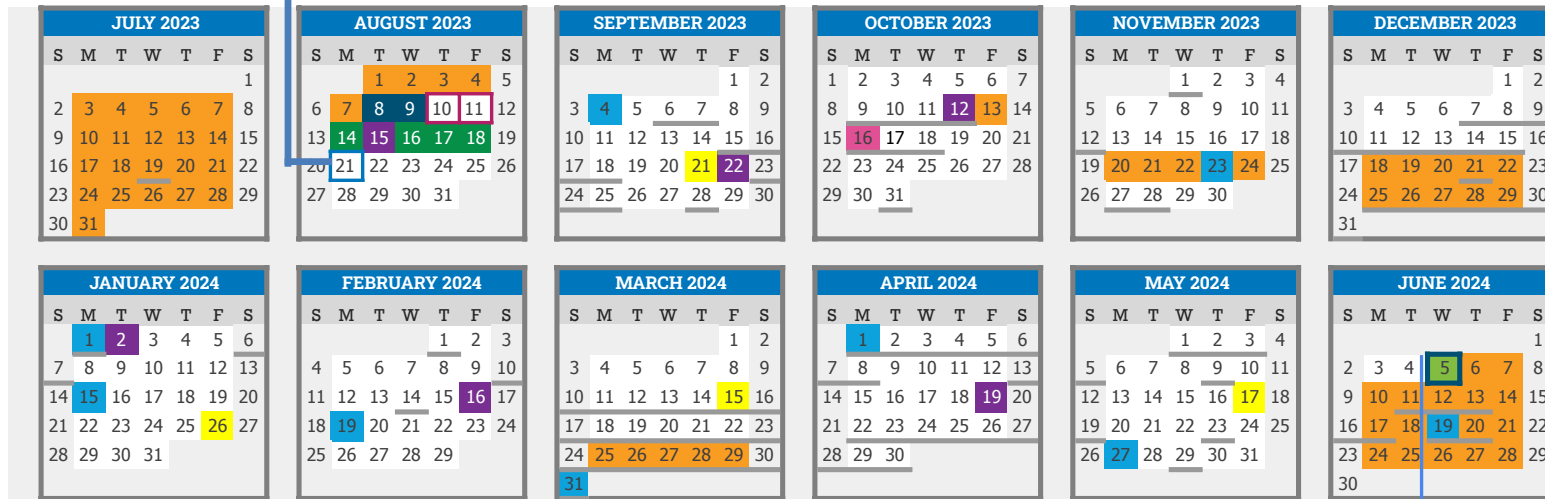 JULY 2023
S M T W T F S
1
2 3 4 5 6 7 8
9 10 11 12 13 14 15
16 17 18 19 20 21 22
23 24 25 26 27 28 29
30 31
AUGUST 2023
S M T W T F S
1 2 3 4 5
6 7 8 9 10 11 12
13 14 15 16 17 18 19
20 21 22 23 24 25 26
27 28 29 30 31
SEPTEMBER 2023
S M T W T F S
1 2
3 4 5 6 7 8 9
10 11 12 13 14 15 16
17 18 19 20 21 22 23
24 25 26 27 28 29 30
OCTOBER 2023
S M T W T F S
1 2 3 4 5 6 7
8 9 10 11 12 13 14
15 16 17 18 19 20 21
22 23 24 25 26 27 28
29 30 31
NOVEMBER 2023
S M T W T F S
1 2 3 4
5 6 7 8 9 10 11
12 13 14 15 16 17 18
19 20 21 22 23 24 25
26 27 28 29 30
DECEMBER 2023
S M T W T F S
1 2
3 4 5 6 7 8 9
10 11 12 13 14 15 16
17 18 19 20 21 22 23
24 25 26 27 28 29 30
31
JANUARY 2024
S M T W T F S
1 2 3 4 5 6
7 8 9 10 11 12 13
14 15 16 17 18 19 20
21 22 23 24 25 26 27
28 29 30 31
FEBRUARY 2024
S M T W T F S
1 2 3
4 5 6 7 8 9 10
11 12 13 14 15 16 17
18 19 20 21 22 23 24
25 26 27 28 29
MARCH 2024
S M T W T F S
1 2
3 4 5 6 7 8 9
10 11 12 13 14 15 16
17 18 19 20 21 22 23
24 25 26 27 28 29 30
31
APRIL 2024
S M T W T F S
1 2 3 4 5 6
7 8 9 10 11 12 13
14 15 16 17 18 19 20
21 22 23 24 25 26 27
28 29 30
MAY 2024
S M T W T F S
1 2 3 4
5 6 7 8 9 10 11
12 13 14 15 16 17 18
19 20 21 22 23 24 25
26 27 28 29 30 31
JUNE 2024
S M T W T F S
1
2 3 4 5 6 7 8
9 10 11 12 13 14 15
16 17 18 19 20 21 22
23 24 25 26 27 28 29
30